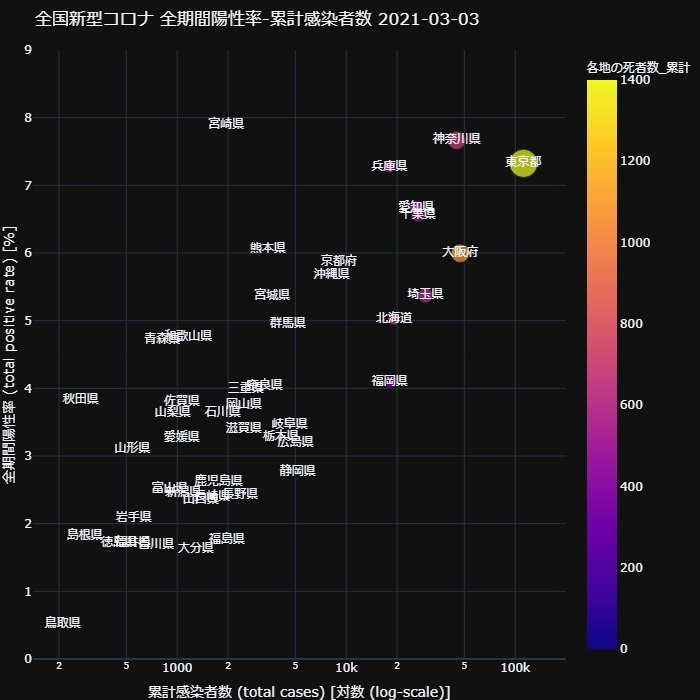 全国新型コロナ 全期間陽性率-累計感染者数 2021-03-03
各地の死者数_累計
9
8
7
6
5
4
3
2
1
0
全期間陽性率 (total positive rate) [%]
宮崎県
神奈川県
兵庫県
東京都
愛知県
千葉県
熊本県
大阪府
京都府
沖縄県
宮城県
埼玉県
群馬県
北海道
青森県
和歌山県
三重県
奈良県
福岡県
秋田県
佐賀県
岡山県
山梨県
石川県
滋賀県
岐阜県
愛媛県
栃木県
広島県
山形県
静岡県
鹿児島県
富山県
新潟県
長野県
山口県
岩手県
島根県
福島県
香川県
大分県
鳥取県
2
5
1000
2
5
10k
2
5
100k
累計感染者数 (total cases) [対数 (log-scale)]
1400
1200
1000
800
600
400
200
0